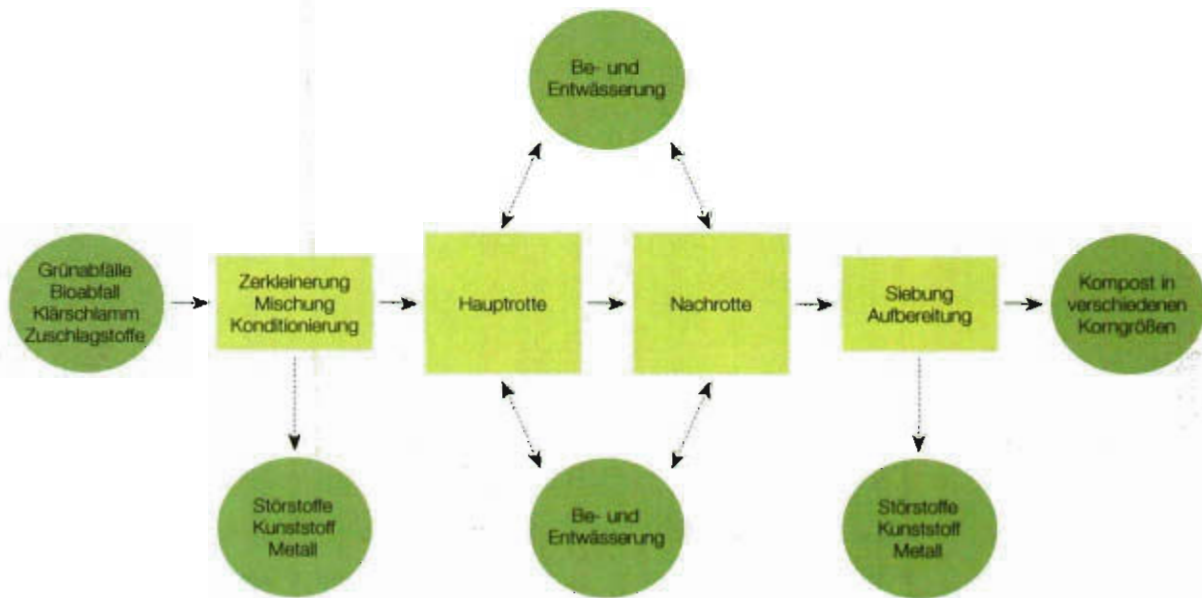 Be- und
Entwässerung
Grünabfälle
Bioabfall
Klärschlamm
Zuschlagstoffe
Zerkleinerung
Mischung
Konditionierung
Hauptrotte
Nachrotte
Siebung
Aufbereitung
Kompost in
verschiedenen
Korngrößen
Störstoffe
Kunststoff
Metall
Be- und
Entwässerung
Störstoffe
Kunststoff
Metall